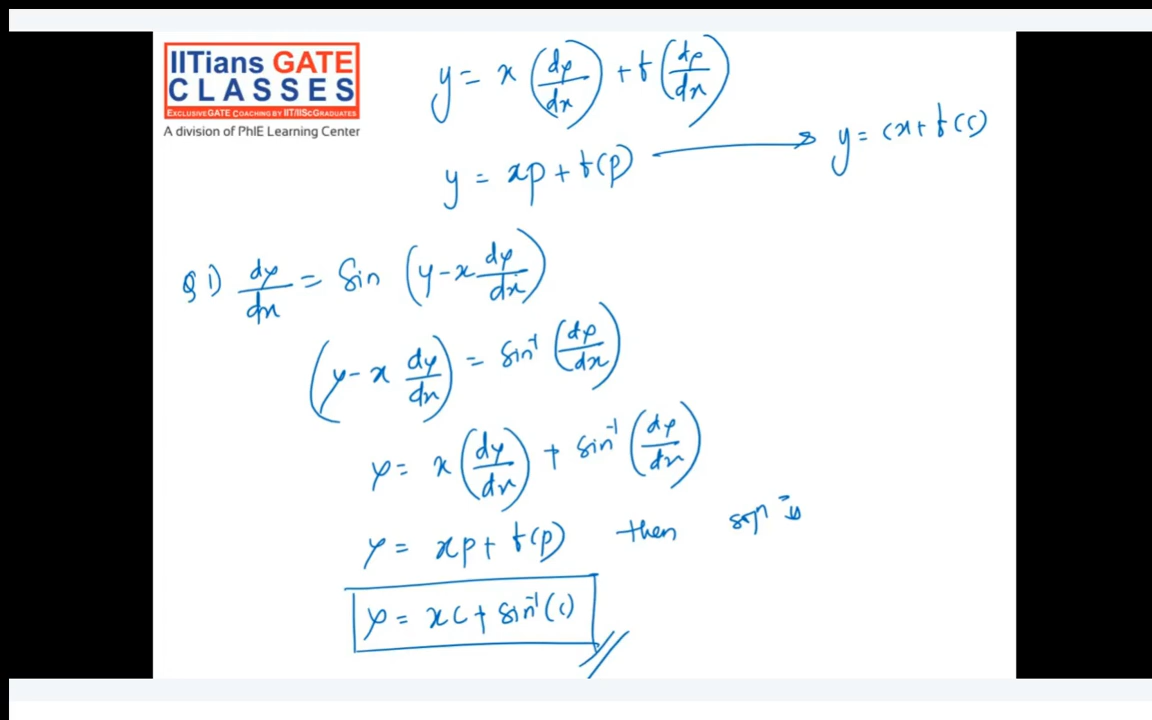 IITians GATE
CLASSES
EXCLUSIVE GATE COACHING BY IIT/IISc GRADUATES
A division of PhIE Learning Center
y = x (dy/dx) + f (dy/dx)
y = xp + f(p) ⟶ y = cx + f(c)
Q1) dy/dx = Sin (y - x dy/dx)
(y - x dy/dx) = Sin⁻¹ (dy/dx)
y = x (dy/dx) + Sin⁻¹ (dy/dx)
y = xp + f(p) then solⁿ is
y = xc + Sin⁻¹(c)